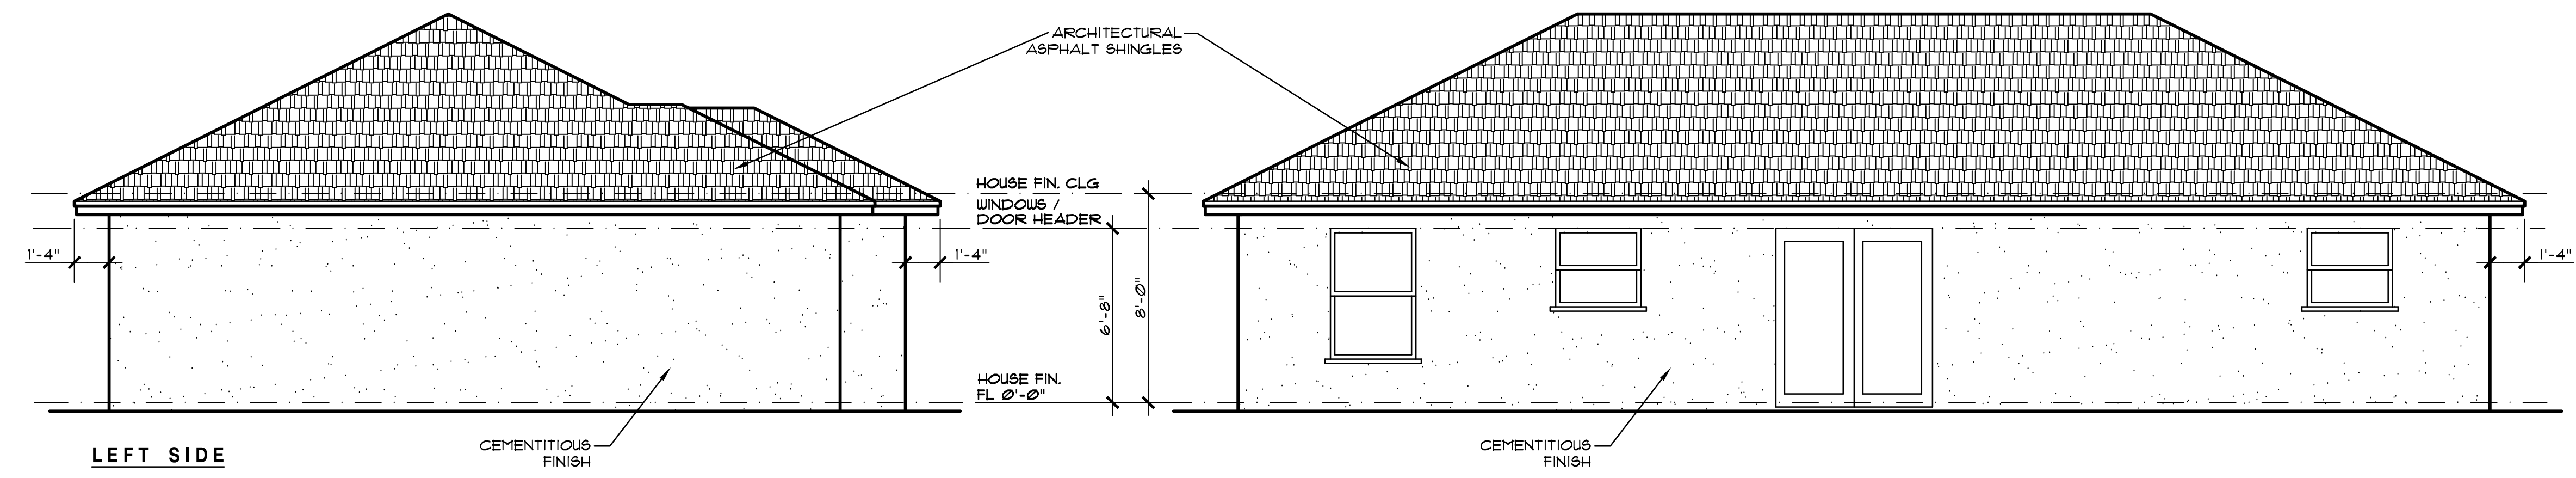 ARCHITECTURAL
ASPHALT SHINGLES
HOUSE FIN. CLG
WINDOWS /
DOOR HEADER
1'-4"
1'-4"
1'-4"
6'-8"
8'-0"
HOUSE FIN.
FL 0'-0"
CEMENTITIOUS
FINISH
CEMENTITIOUS
FINISH
LEFT SIDE